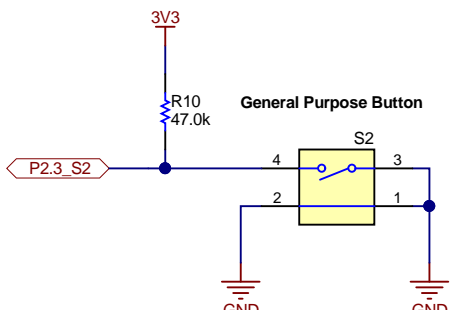 3V3
R10
47.0k
General Purpose Button
S2
P2.3_S2
4
3
2
1
GND
GND